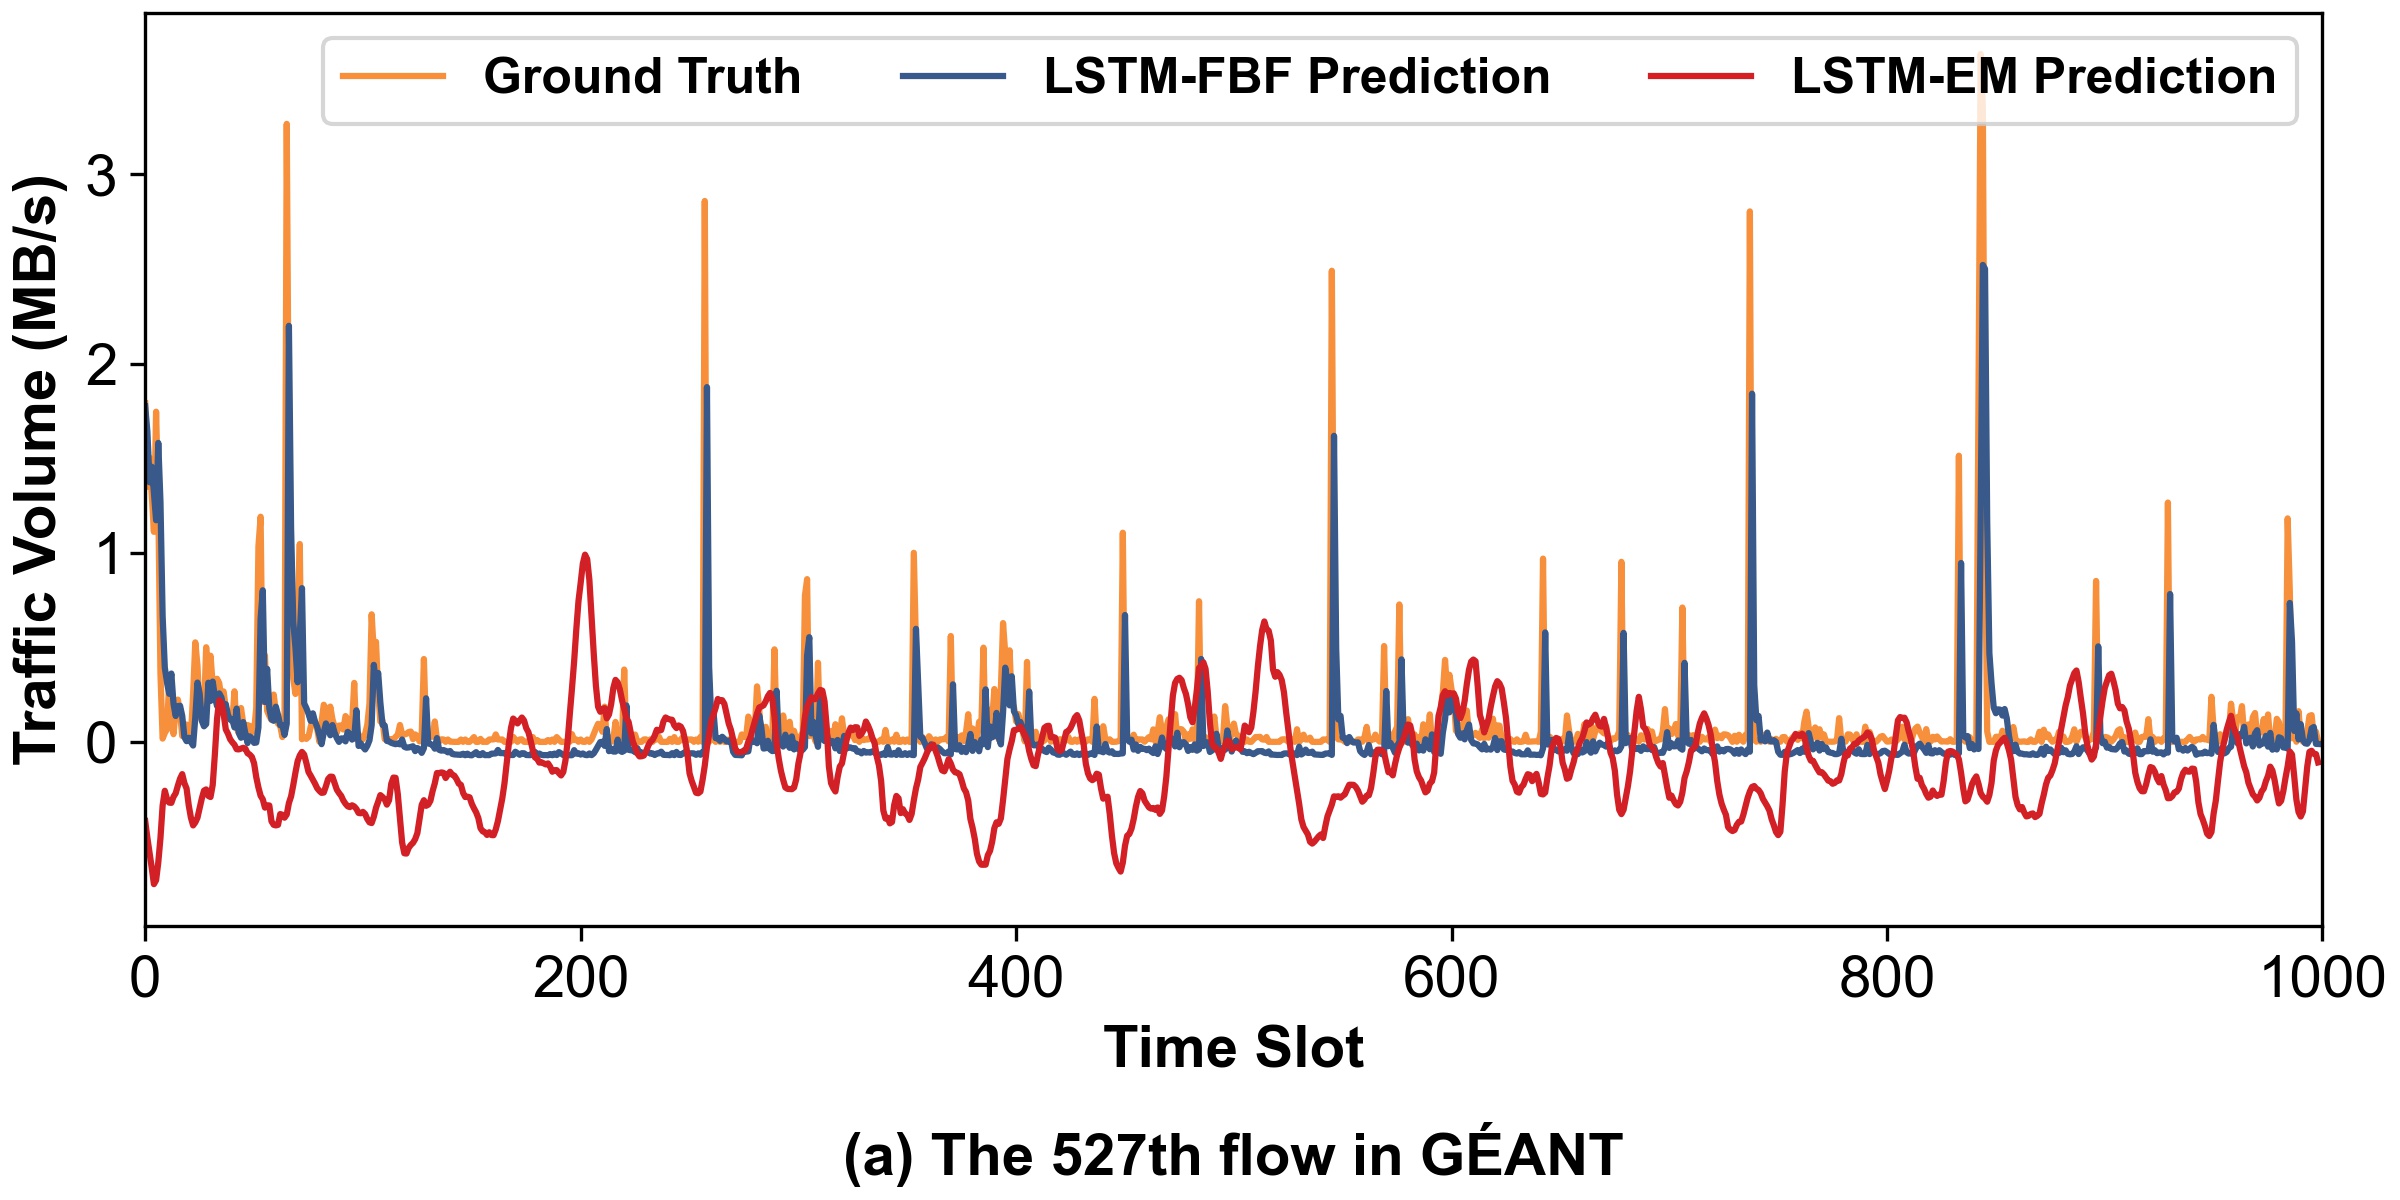 Ground Truth LSTM-FBF Prediction LSTM-EM Prediction
Traffic Volume (MB/s)
3
2
1
0
0 200 400 600 800 1000
Time Slot
(a) The 527th flow in GÉANT